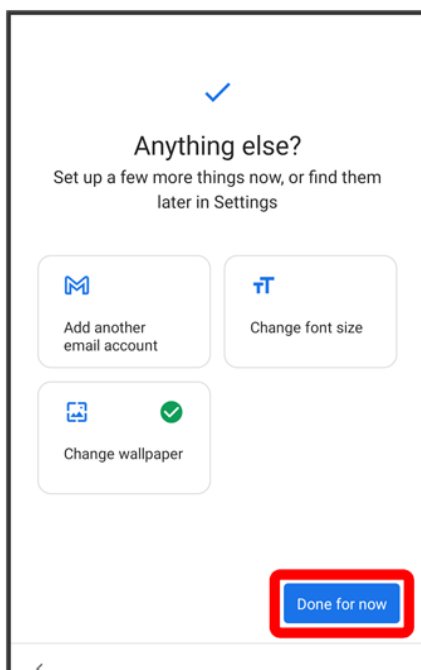 Anything else?
Set up a few more things now, or find them
later in Settings
Add another
email account
Change font size
Change wallpaper
Done for now